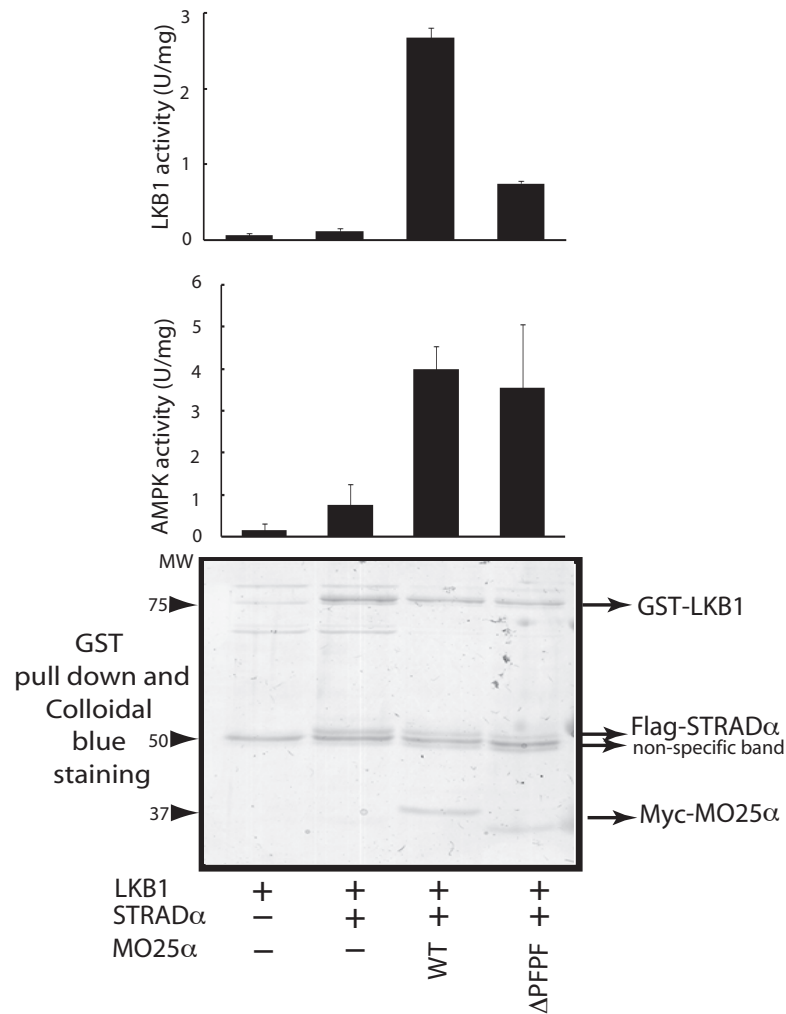 LKB1 activity (U/mg)
3
2
1
0
AMPK activity (U/mg)
6
5
4
3
2
1
0
MW
75
50
37
GST
pull down and
Colloidal
blue
staining
GST-LKB1
Flag-STRADα
non-specific band
Myc-MO25α
LKB1 + + + +
STRADα – + + +
MO25α – – WT ΔPFPF